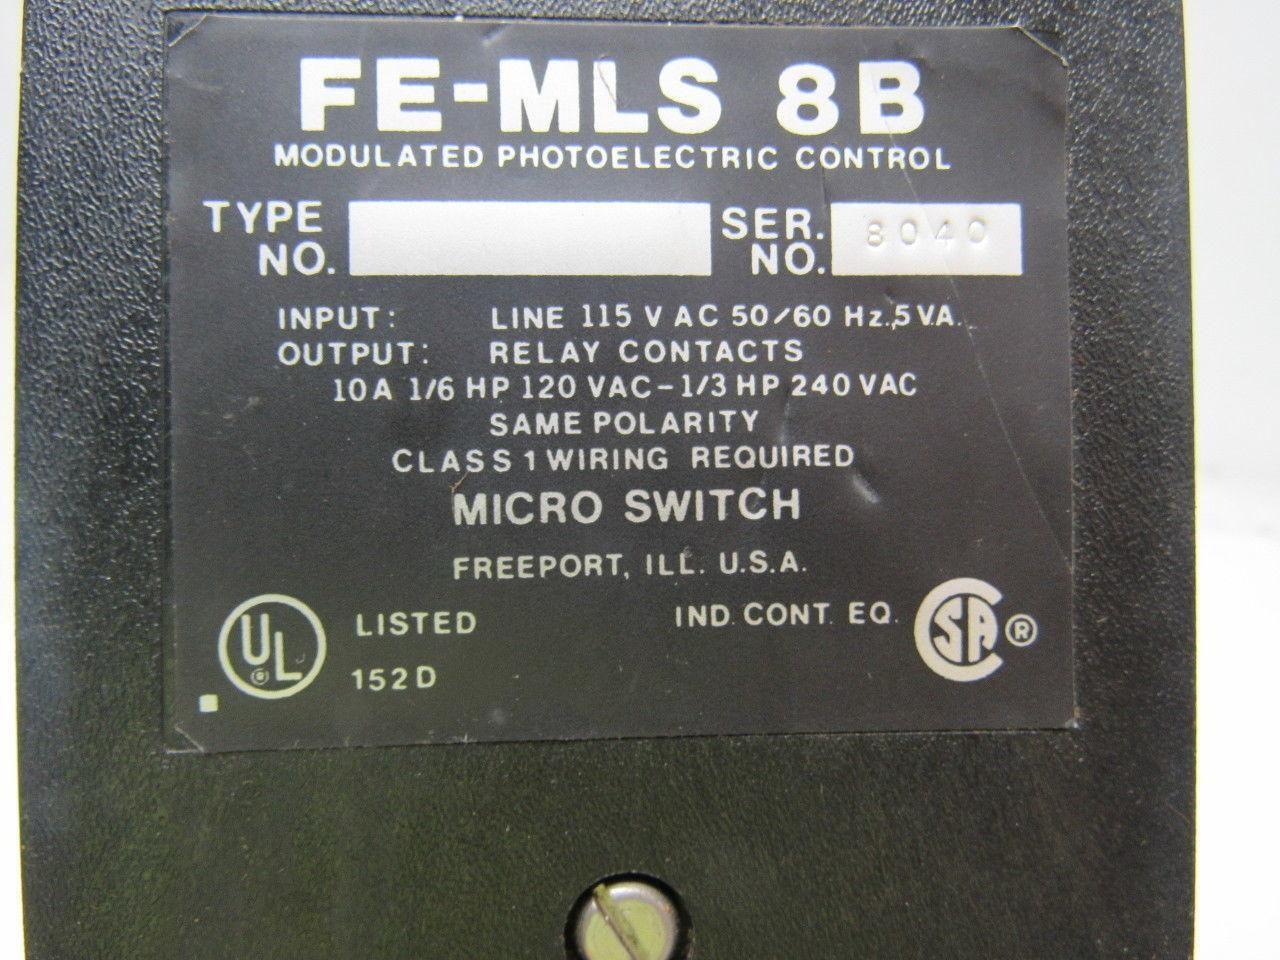 FE-MLS 8B
MODULATED PHOTOELECTRIC CONTROL
TYPE NO.
SER. NO. 8040
INPUT: LINE 115 VAC 50/60 Hz.,5 V.A.
OUTPUT: RELAY CONTACTS
10A 1/6 HP 120 VAC-1/3 HP 240 VAC
SAME POLARITY
CLASS 1 WIRING REQUIRED
MICRO SWITCH
FREEPORT, ILL. U.S.A.
UL ® LISTED 152D
IND. CONT. EQ. CSA ®